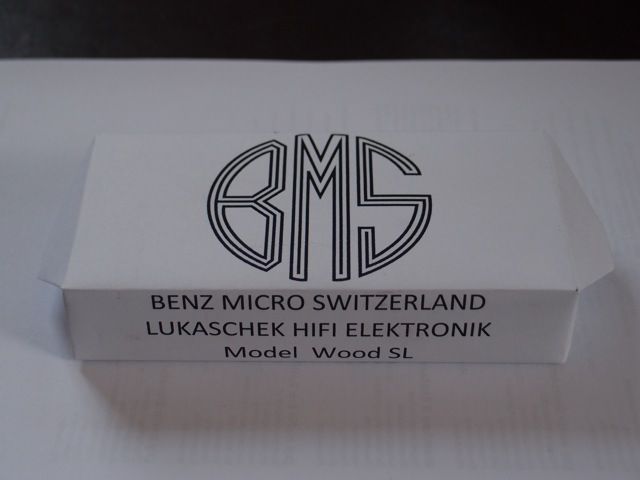 BMS
BENZ MICRO SWITZERLAND
LUKASCHEK HIFI ELEKTRONIK
Model Wood SL